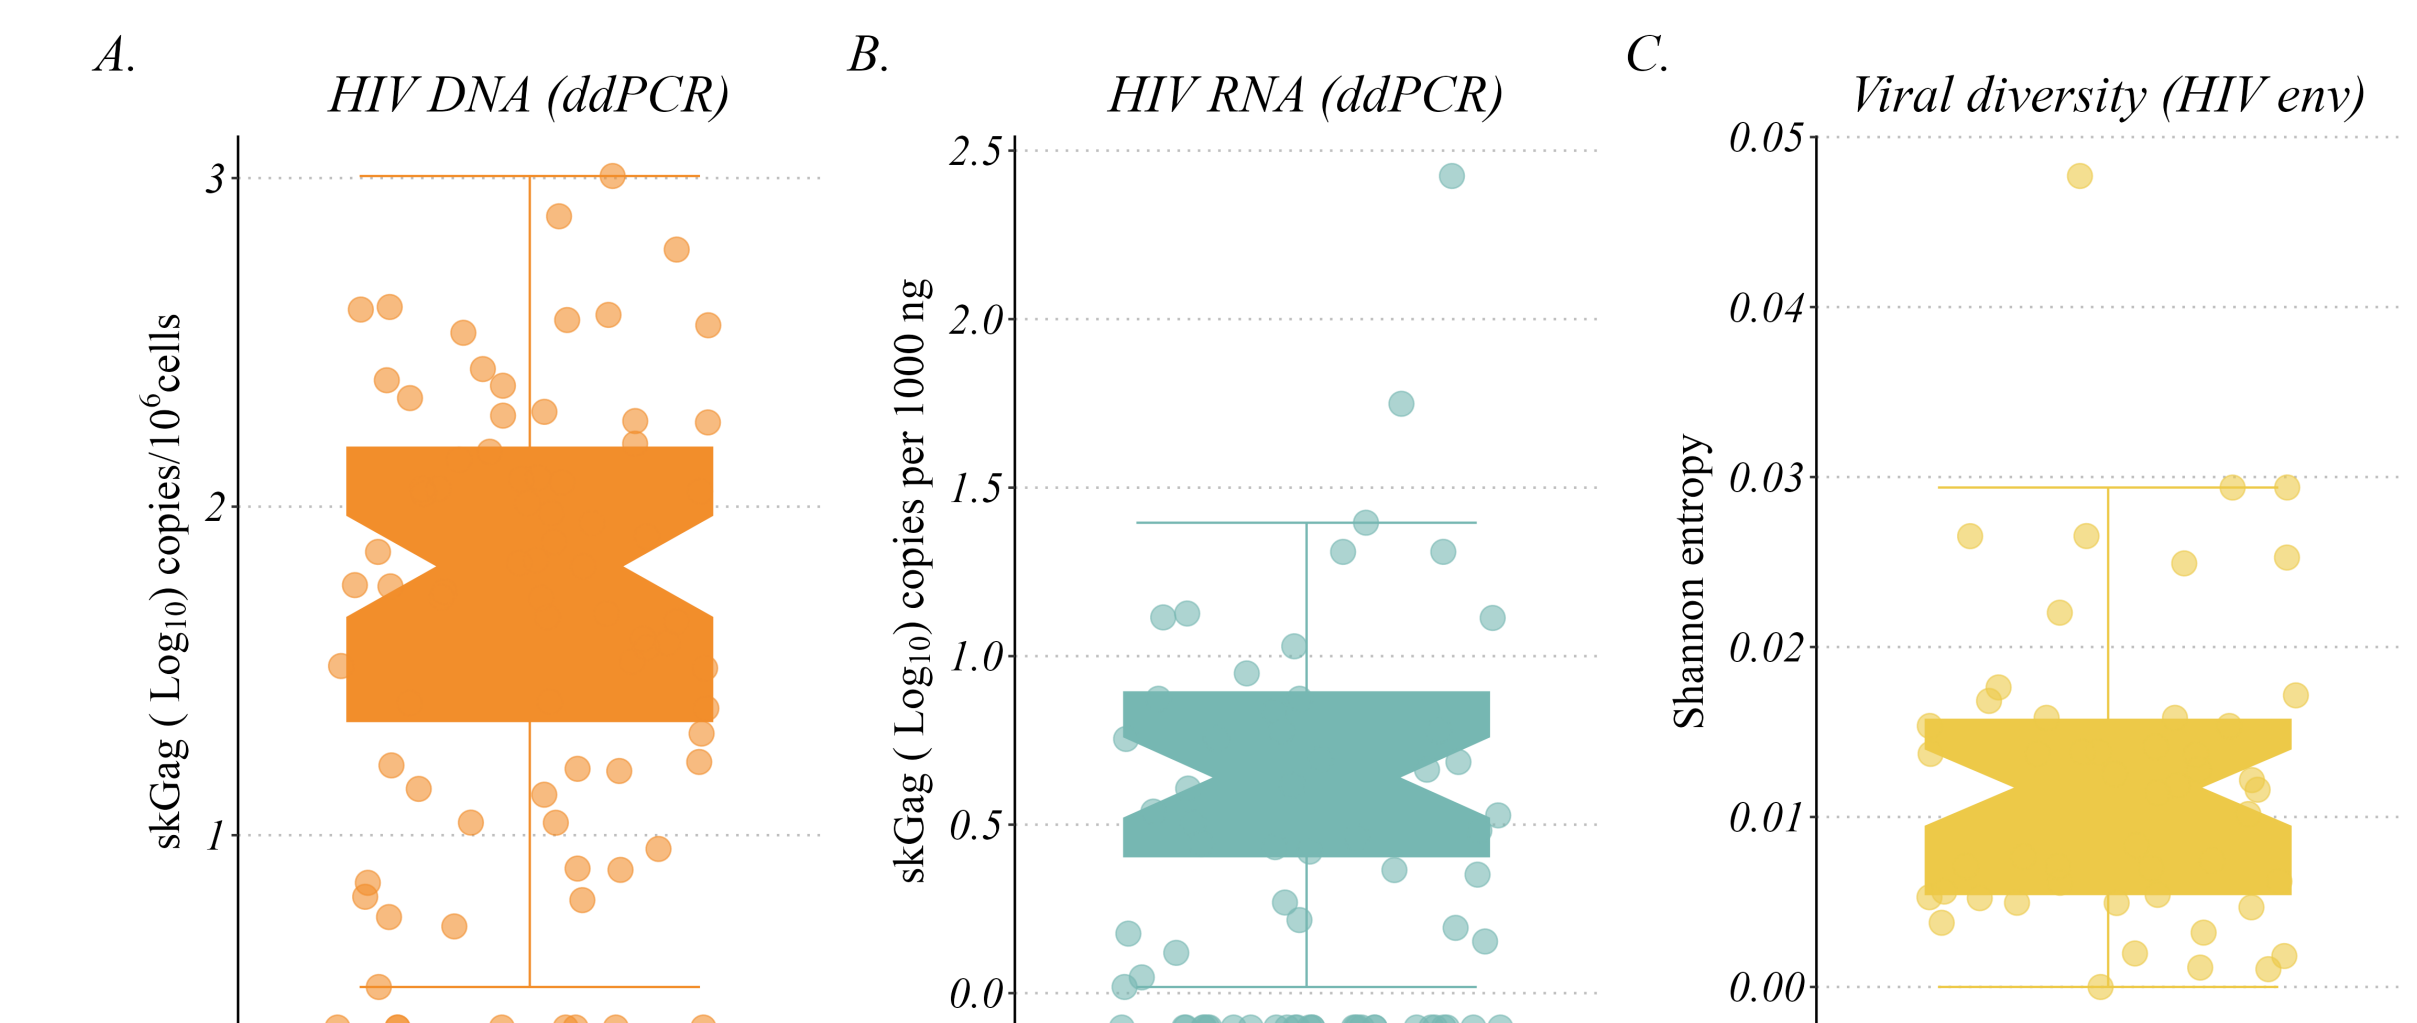 A.
HIV DNA (ddPCR)
skGag ( Log10) copies/10^6cells
3
2
1
B.
HIV RNA (ddPCR)
skGag ( Log10) copies per 1000 ng
2.5
2.0
1.5
1.0
0.5
0.0
C.
Viral diversity (HIV env)
Shannon entropy
0.05
0.04
0.03
0.02
0.01
0.00